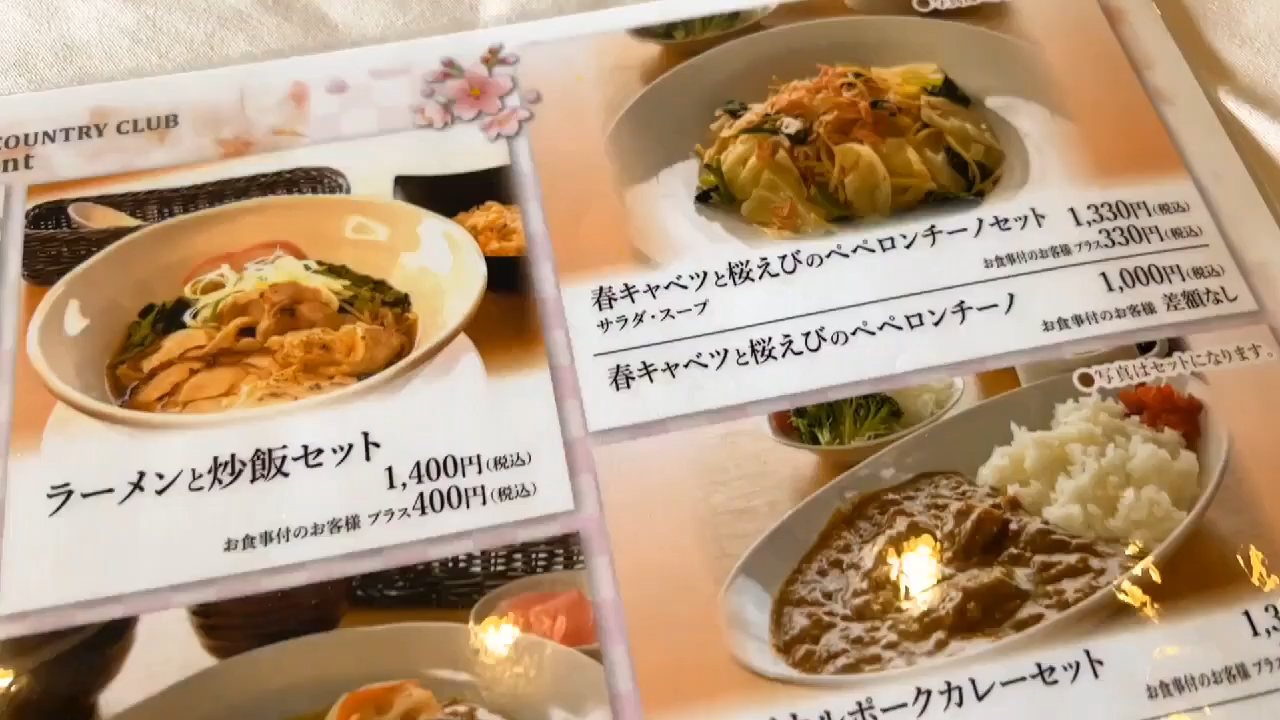 COUNTRY CLUB
nt
ラーメンと炒飯セット
1,400円(税込)
お食事付のお客様 プラス400円(税込)
春キャベツと桜えびのペペロンチーノセット 1,330円(税込)
サラダ・スープ
お食事付のお客様 プラス330円(税込)
春キャベツと桜えびのペペロンチーノ 1,000円(税込)
お食事付のお客様 差額なし
●写真はセットになります。
ポークカレーセット
1,3
お食事付のお客様 プラス